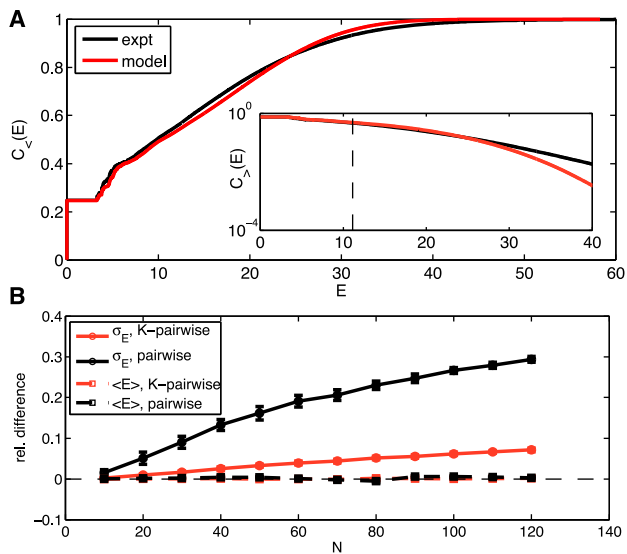 A
expt
model
C<(E)
1
0.8
0.6
0.4
0.2
0
0 10 20 30 40 50 60
E
C>(E)
10^0
10^-4
0 10 20 30 40
B
σE, K-pairwise
σE, pairwise
<E>, K-pairwise
<E>, pairwise
rel. difference
0.4
0.3
0.2
0.1
0
-0.1
0 20 40 60 80 100 120 140
N